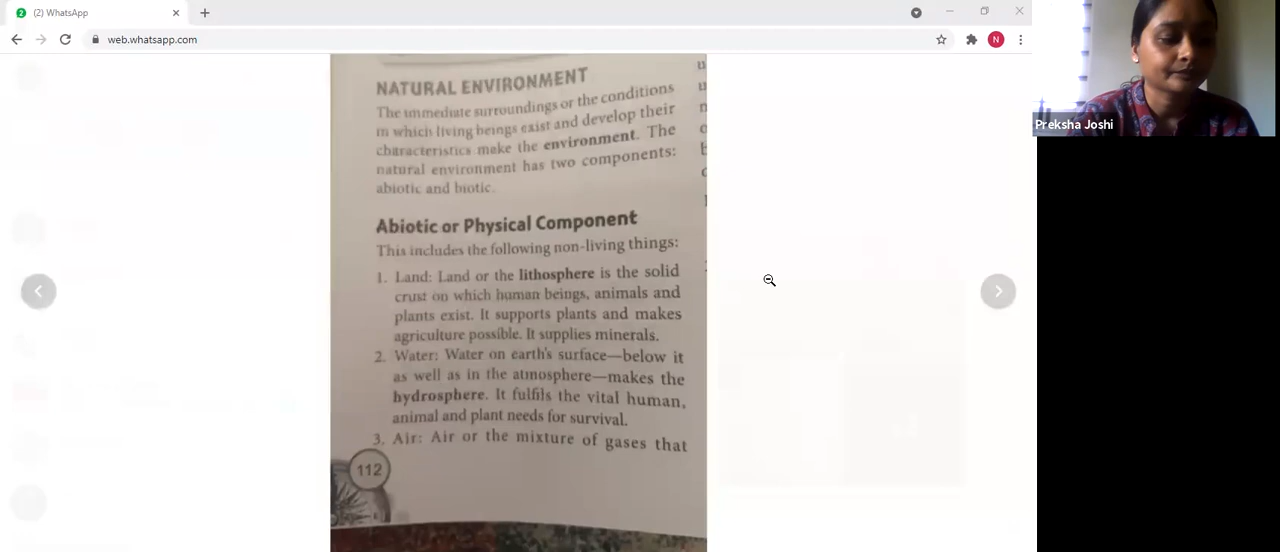 (2) WhatsApp
web.whatsapp.com
N
Preksha Joshi
NATURAL ENVIRONMENT
The immediate surroundings or the conditions
in which living beings exist and develop their
characteristics make the environment. The
natural environment has two components:
abiotic and biotic.
Abiotic or Physical Component
This includes the following non-living things:
1. Land: Land or the lithosphere is the solid
crust on which human beings, animals and
plants exist. It supports plants and makes
agriculture possible. It supplies minerals.
2. Water: Water on earth's surface—below it
as well as in the atmosphere—makes the
hydrosphere. It fulfils the vital human,
animal and plant needs for survival.
3. Air: Air or the mixture of gases that
112